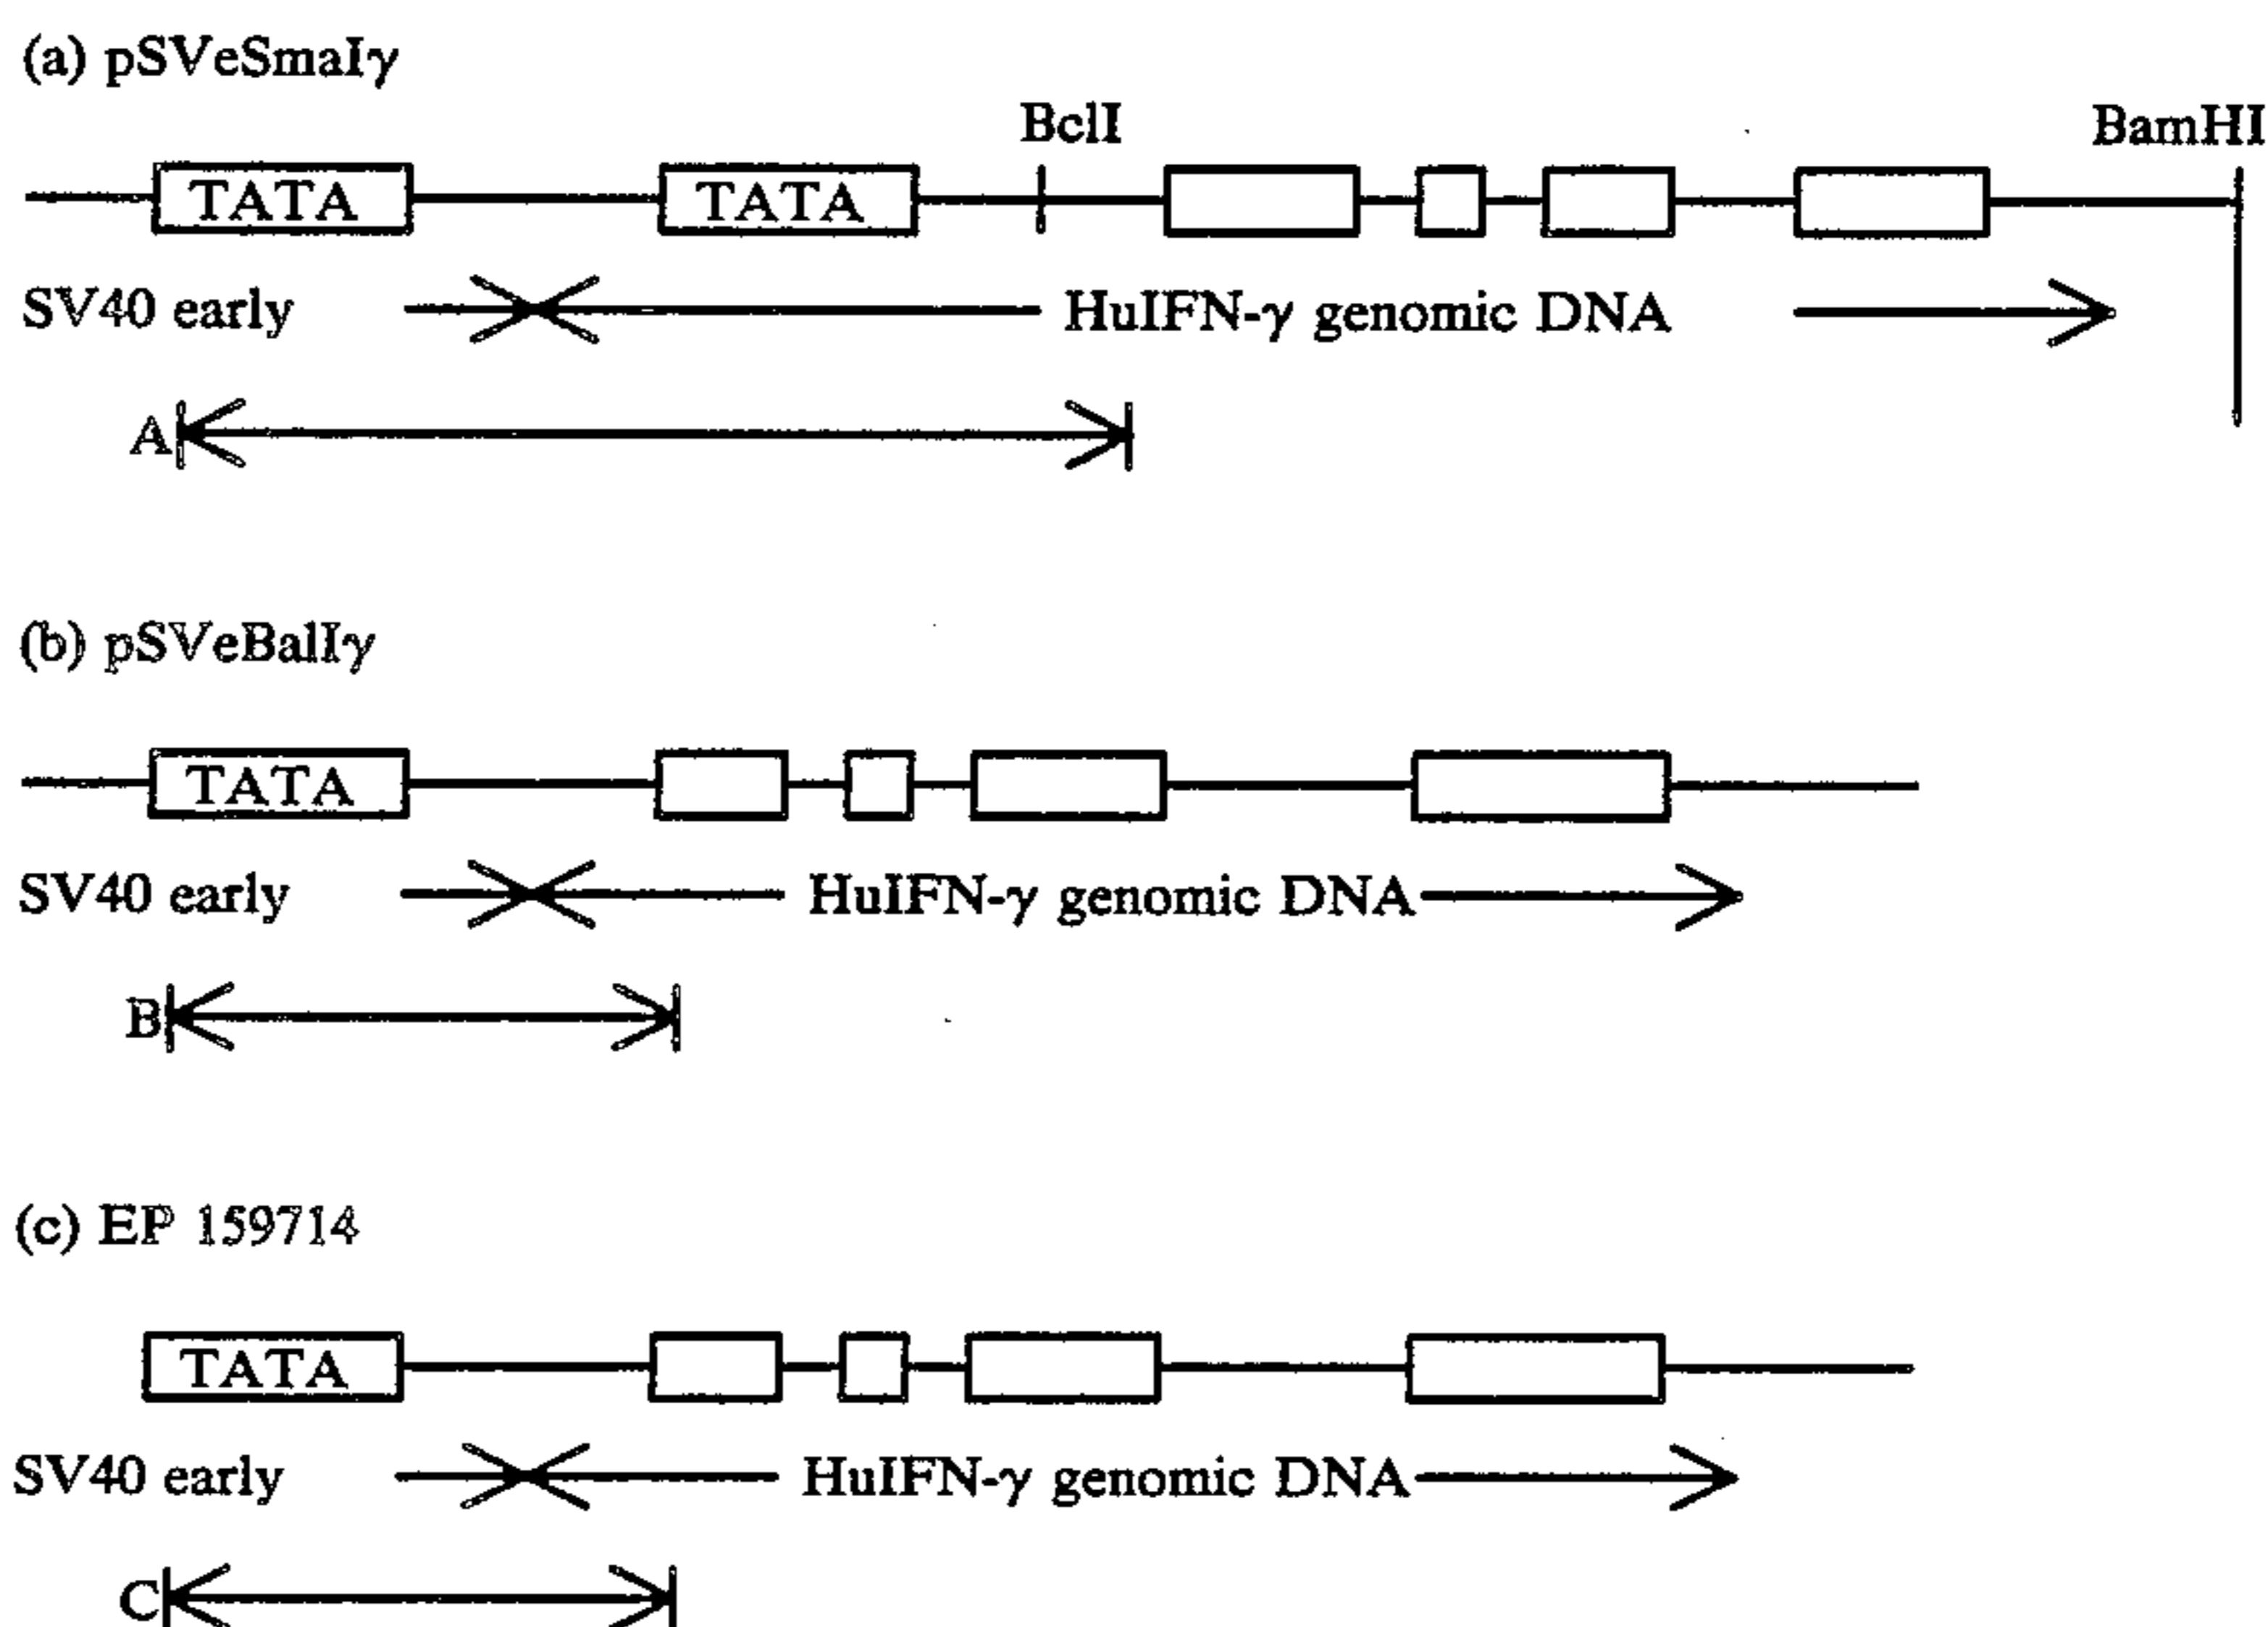 (a) pSVeSmaIγ
BclI
BamHI
TATA TATA
SV40 early HuIFN-γ genomic DNA
A
(b) pSVeBalIγ
TATA
SV40 early HuIFN-γ genomic DNA
B
(c) EP 159714
TATA
SV40 early HuIFN-γ genomic DNA
C